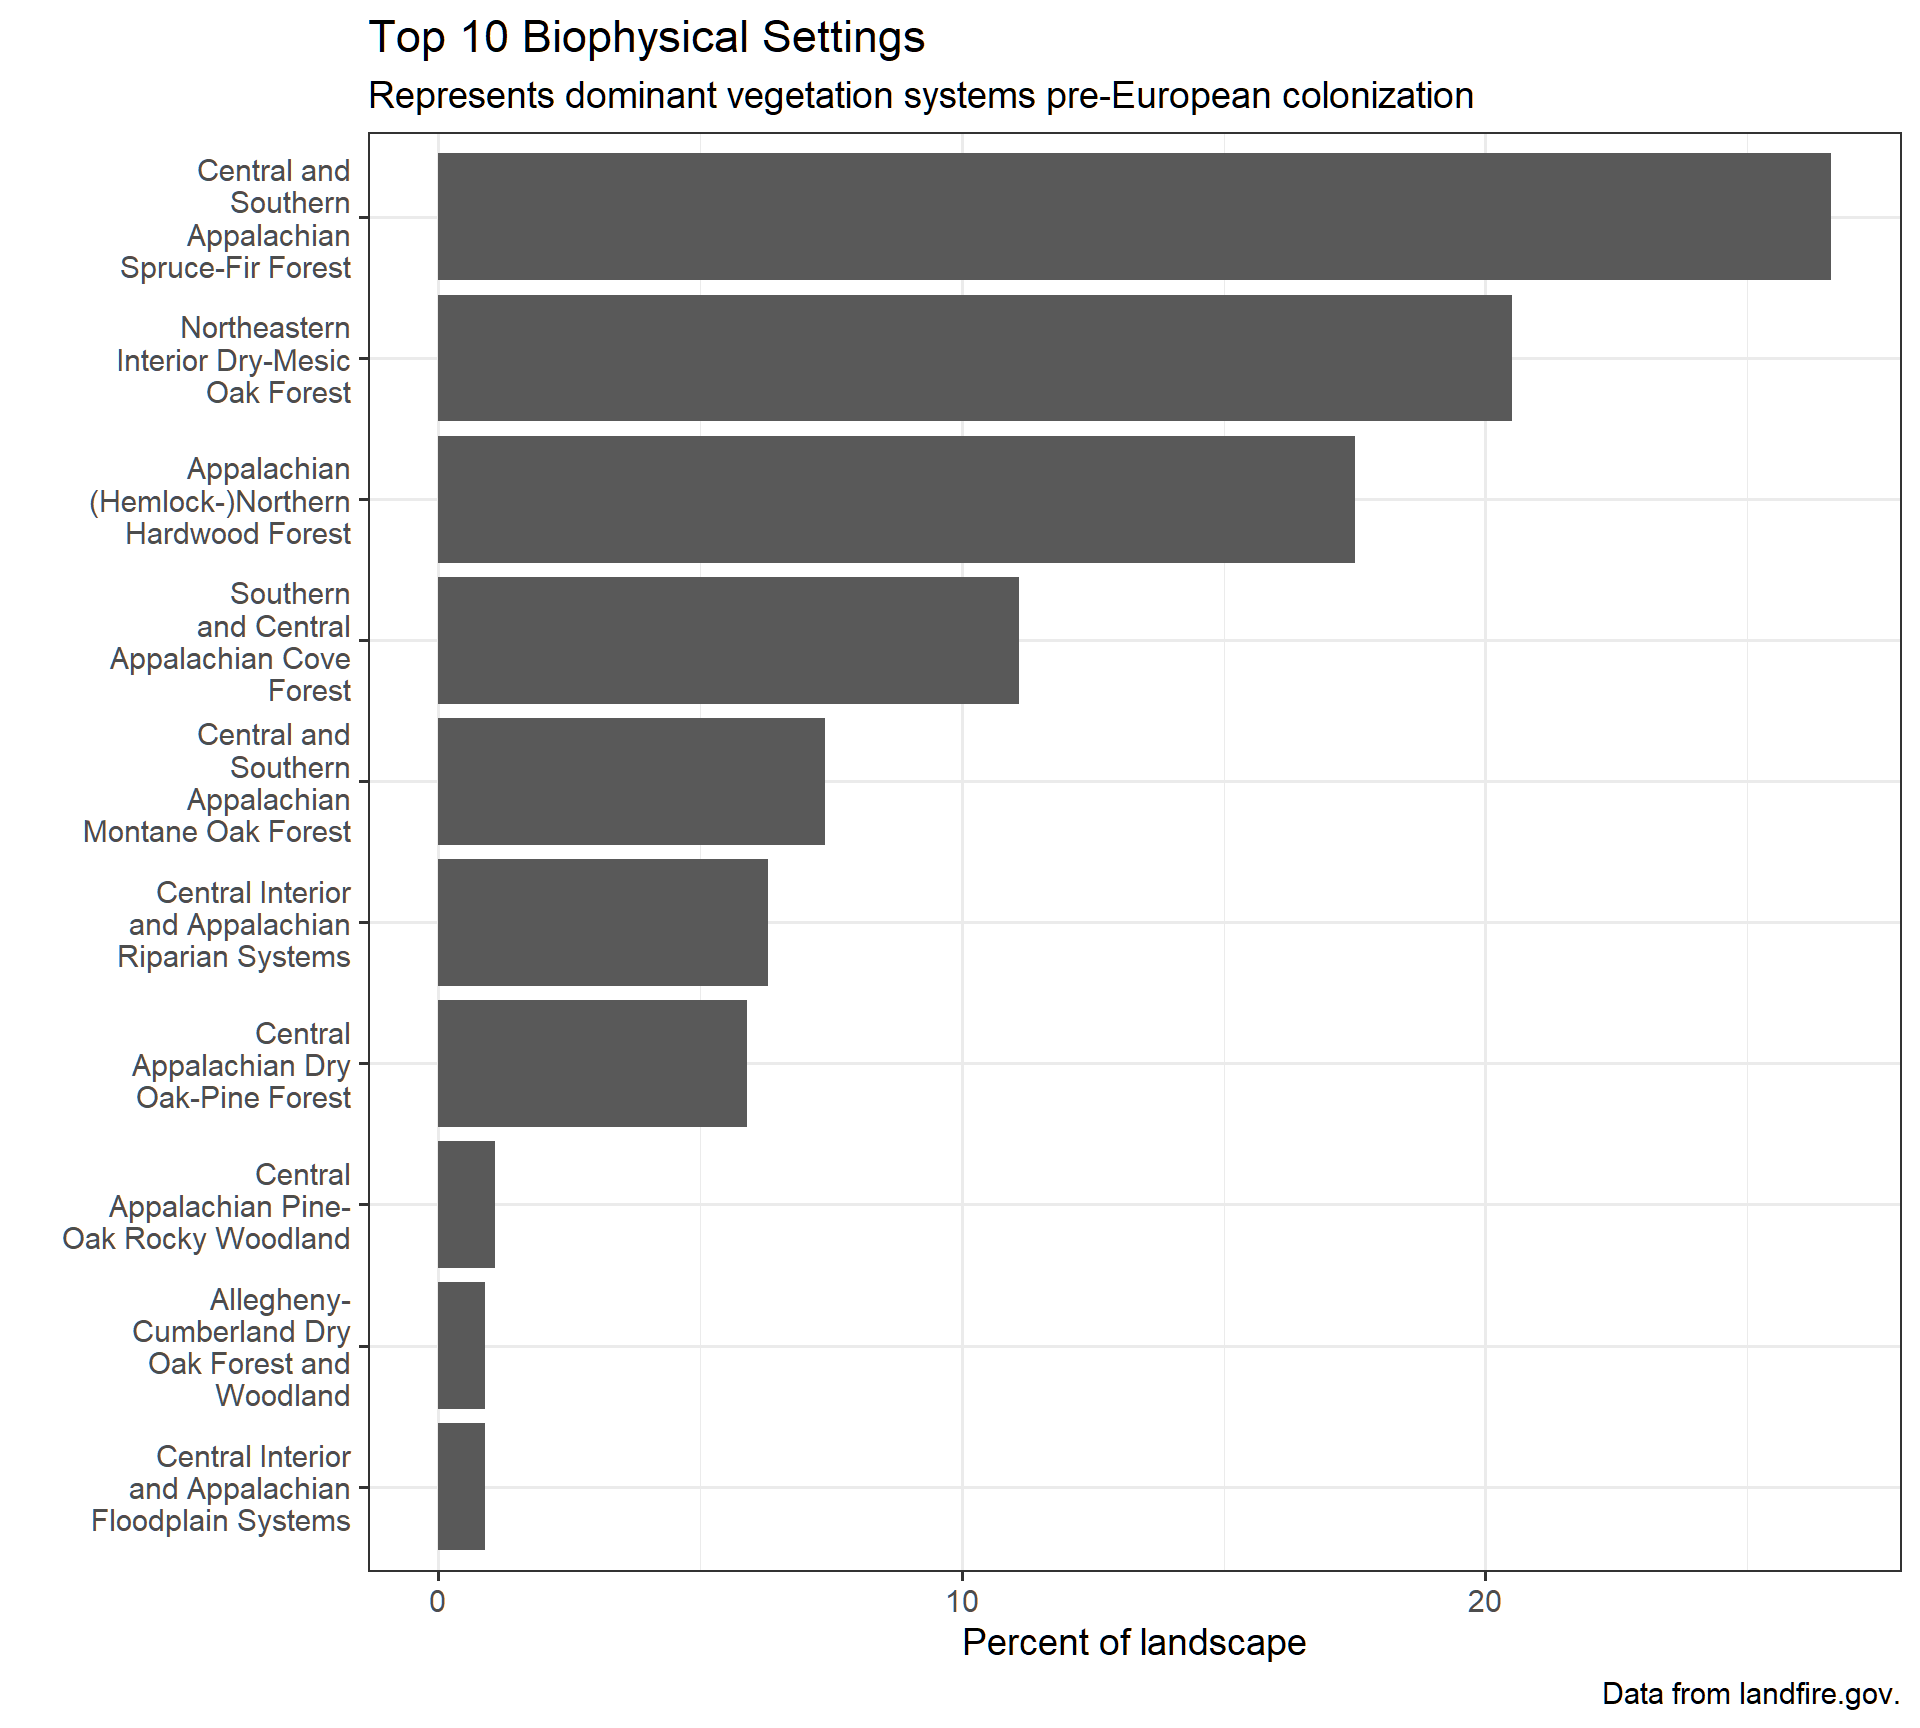 Top 10 Biophysical Settings
Represents dominant vegetation systems pre-European colonization
Central and
Southern
Appalachian
Spruce-Fir Forest
Northeastern
Interior Dry-Mesic
Oak Forest
Appalachian
(Hemlock-)Northern
Hardwood Forest
Southern
and Central
Appalachian Cove
Forest
Central and
Southern
Appalachian
Montane Oak Forest
Central Interior
and Appalachian
Riparian Systems
Central
Appalachian Dry
Oak-Pine Forest
Central
Appalachian Pine-
Oak Rocky Woodland
Allegheny-
Cumberland Dry
Oak Forest and
Woodland
Central Interior
and Appalachian
Floodplain Systems
0 10 20
Percent of landscape
Data from landfire.gov.